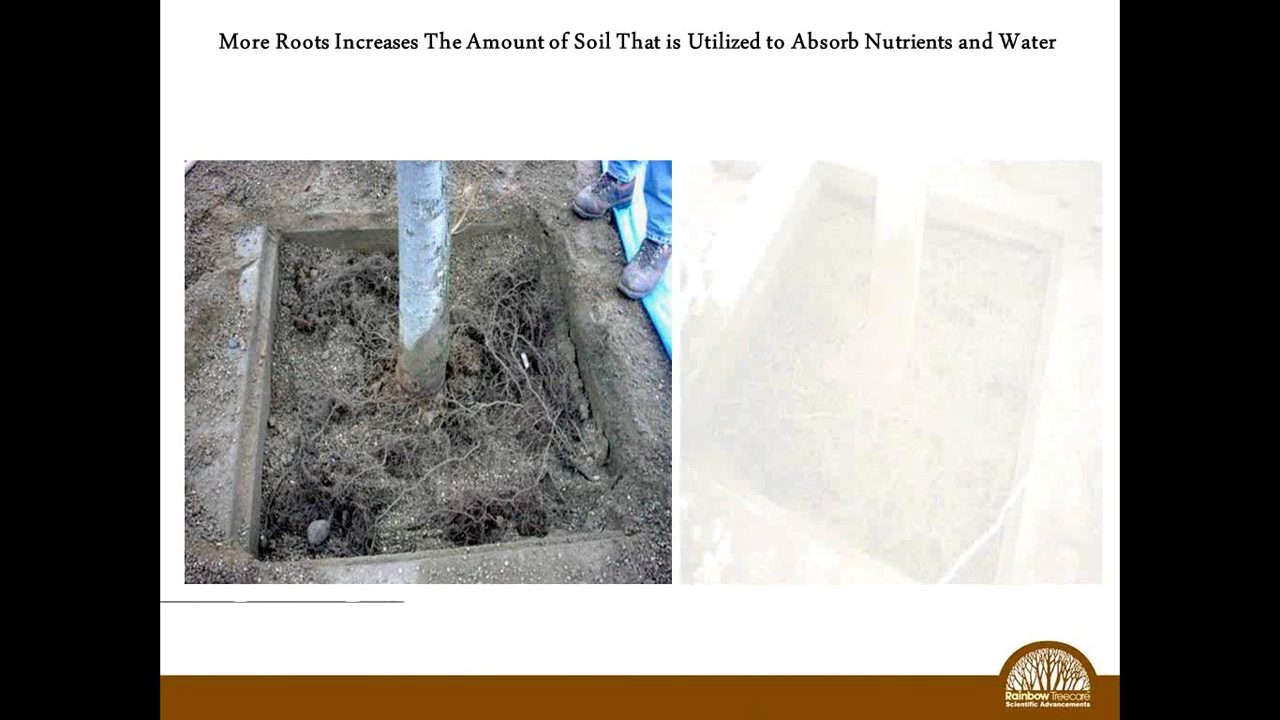 More Roots Increases The Amount of Soil That is Utilized to Absorb Nutrients and Water
Rainbow Treecare
Scientific Advancements